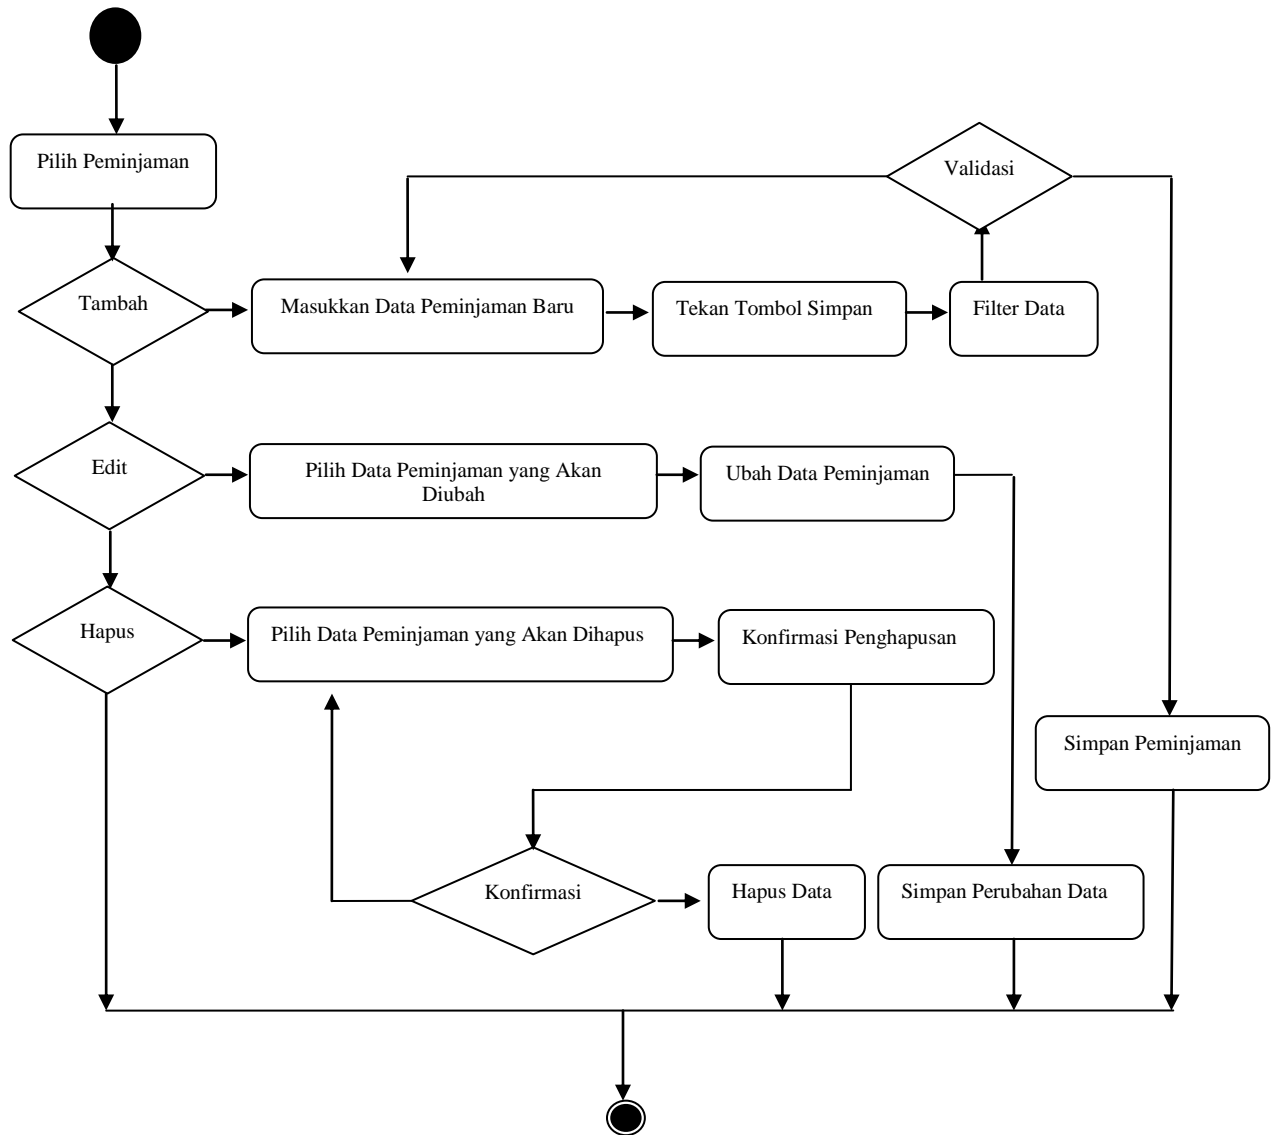 Pilih Peminjaman
Validasi
Tambah
Masukkan Data Peminjaman Baru
Tekan Tombol Simpan
Filter Data
Edit
Pilih Data Peminjaman yang Akan
Diubah
Ubah Data Peminjaman
Hapus
Pilih Data Peminjaman yang Akan Dihapus
Konfirmasi Penghapusan
Simpan Peminjaman
Konfirmasi
Hapus Data
Simpan Perubahan Data